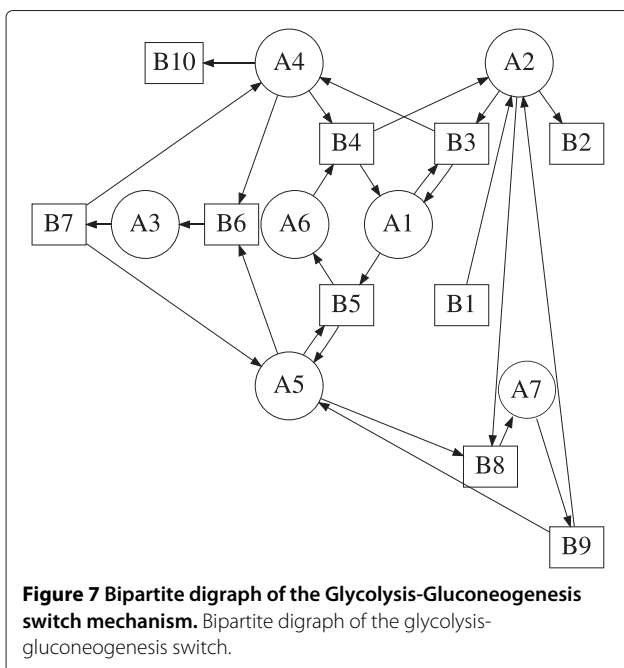 B10
A4
A2
B4
B3
B2
B7
A3
B6
A6
A1
B5
B1
A5
A7
B8
B9
Figure 7 Bipartite digraph of the Glycolysis-Gluconeogenesis
switch mechanism. Bipartite digraph of the glycolysis-
gluconeogenesis switch.